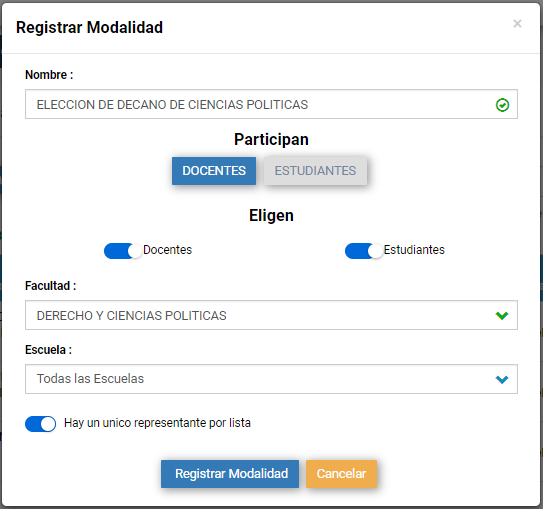 Registrar Modalidad
×
Nombre :
ELECCION DE DECANO DE CIENCIAS POLITICAS
Participan
DOCENTES ESTUDIANTES
Eligen
Docentes Estudiantes
Facultad :
DERECHO Y CIENCIAS POLITICAS
Escuela :
Todas las Escuelas
Hay un unico representante por lista
Registrar Modalidad Cancelar